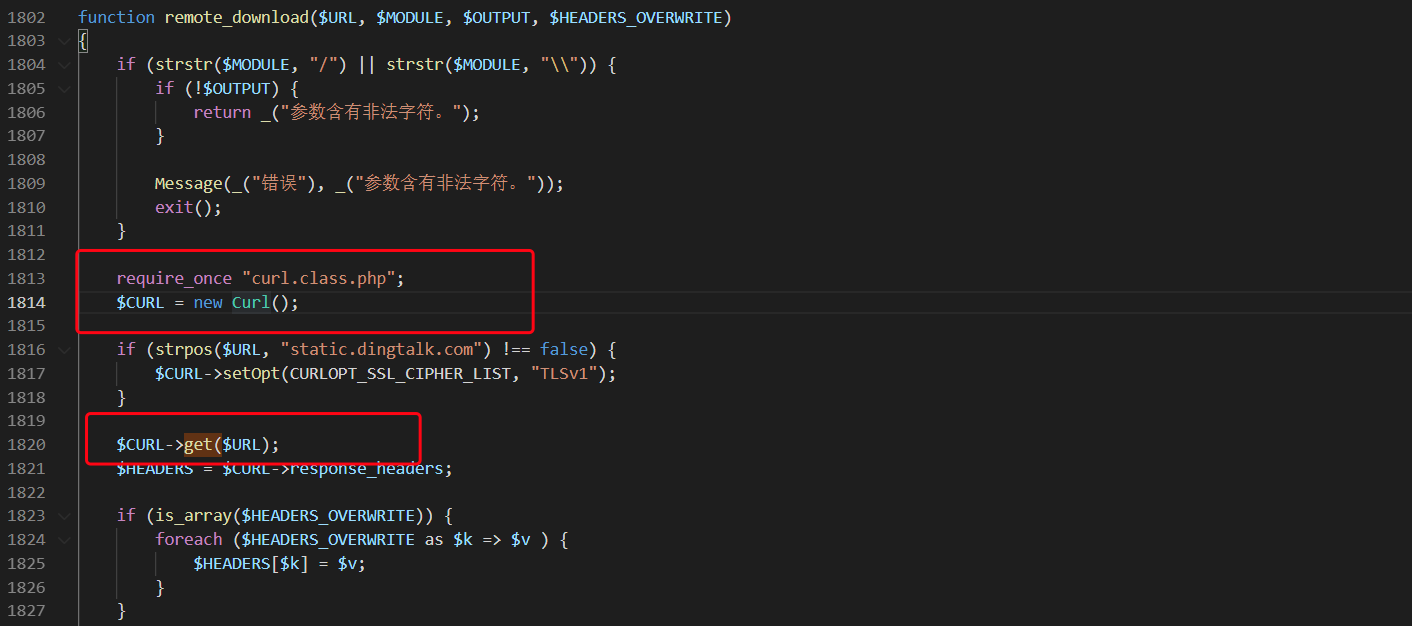 1802 function remote_download($URL, $MODULE, $OUTPUT, $HEADERS_OVERWRITE)
1803 {
1804 if (strstr($MODULE, "/") || strstr($MODULE, "\\")) {
1805 if (!$OUTPUT) {
1806 return _("参数含有非法字符。");
1807 }
1808
1809 Message(_("错误"), _("参数含有非法字符。"));
1810 exit();
1811 }
1812
1813 require_once "curl.class.php";
1814 $CURL = new Curl();
1815
1816 if (strpos($URL, "static.dingtalk.com") !== false) {
1817 $CURL->setOpt(CURLOPT_SSL_CIPHER_LIST, "TLSv1");
1818 }
1819
1820 $CURL->get($URL);
1821 $HEADERS = $CURL->response_headers;
1822
1823 if (is_array($HEADERS_OVERWRITE)) {
1824 foreach ($HEADERS_OVERWRITE as $k => $v ) {
1825 $HEADERS[$k] = $v;
1826 }
1827 }